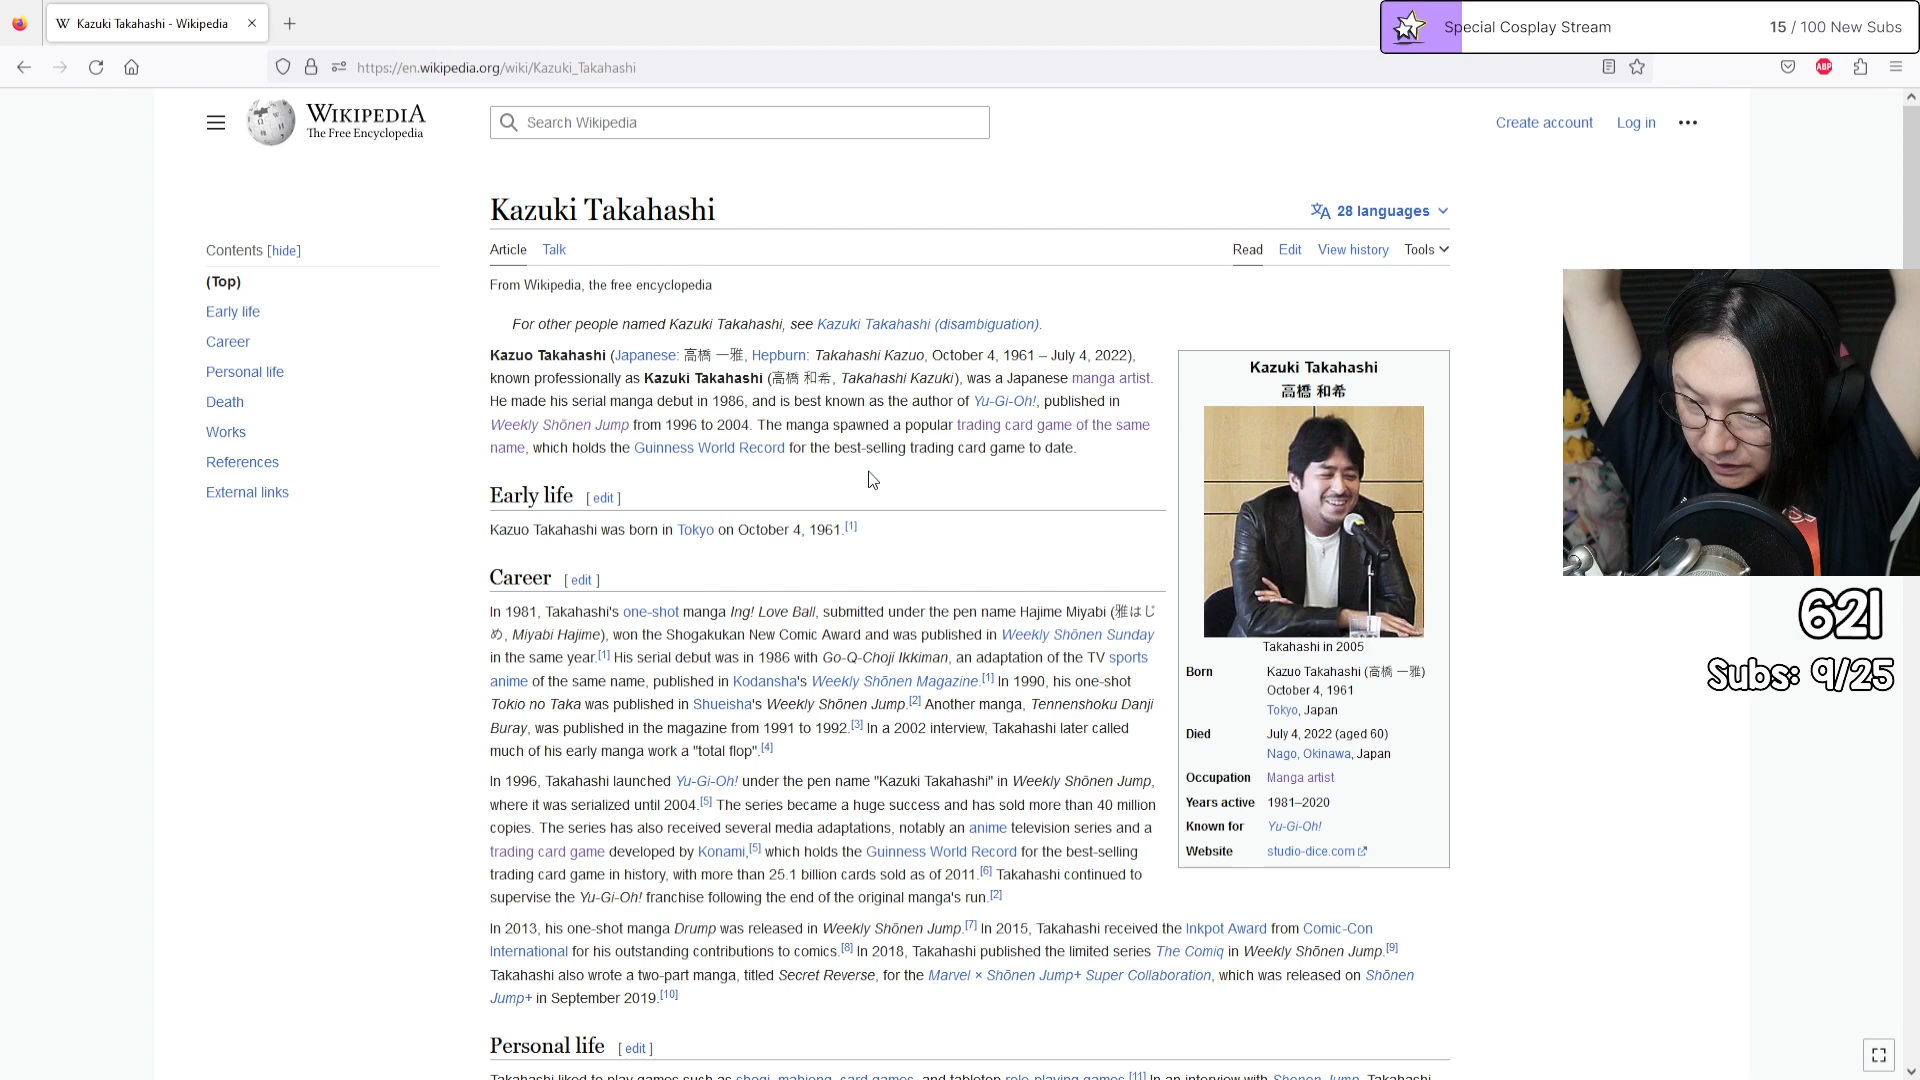 Kazuki Takahashi - Wikipedia
Special Cosplay Stream
15 / 100 New Subs
https://en.wikipedia.org/wiki/Kazuki_Takahashi
ABP
WIKIPEDIA
The Free Encyclopedia
Search Wikipedia
Create account
Log in
Kazuki Takahashi
28 languages
Contents [hide]
(Top)
Early life
Career
Personal life
Death
Works
References
External links
Article Talk
Read Edit View history Tools
From Wikipedia, the free encyclopedia
For other people named Kazuki Takahashi, see Kazuki Takahashi (disambiguation).
Kazuo Takahashi (Japanese: 高橋 一雅, Hepburn: Takahashi Kazuo, October 4, 1961 – July 4, 2022),
known professionally as Kazuki Takahashi (高橋 和希, Takahashi Kazuki), was a Japanese manga artist.
He made his serial manga debut in 1986, and is best known as the author of Yu-Gi-Oh!, published in
Weekly Shōnen Jump from 1996 to 2004. The manga spawned a popular trading card game of the same
name, which holds the Guinness World Record for the best-selling trading card game to date.
Early life [ edit ]
Kazuo Takahashi was born in Tokyo on October 4, 1961.[1]
Career [ edit ]
In 1981, Takahashi's one-shot manga Ing! Love Ball, submitted under the pen name Hajime Miyabi (雅はじ
め, Miyabi Hajime), won the Shogakukan New Comic Award and was published in Weekly Shōnen Sunday
in the same year.[1] His serial debut was in 1986 with Go-Q-Choji Ikkiman, an adaptation of the TV sports
anime of the same name, published in Kodansha's Weekly Shōnen Magazine.[1] In 1990, his one-shot
Tokio no Taka was published in Shueisha's Weekly Shōnen Jump.[2] Another manga, Tennenshoku Danji
Buray, was published in the magazine from 1991 to 1992.[3] In a 2002 interview, Takahashi later called
much of his early manga work a "total flop".[4]
In 1996, Takahashi launched Yu-Gi-Oh! under the pen name "Kazuki Takahashi" in Weekly Shōnen Jump,
where it was serialized until 2004.[5] The series became a huge success and has sold more than 40 million
copies. The series has also received several media adaptations, notably an anime television series and a
trading card game developed by Konami,[5] which holds the Guinness World Record for the best-selling
trading card game in history, with more than 25.1 billion cards sold as of 2011.[6] Takahashi continued to
supervise the Yu-Gi-Oh! franchise following the end of the original manga's run.[2]
In 2013, his one-shot manga Drump was released in Weekly Shōnen Jump.[7] In 2015, Takahashi received the Inkpot Award from Comic-Con
International for his outstanding contributions to comics.[8] In 2018, Takahashi published the limited series The Comiq in Weekly Shōnen Jump.[9]
Takahashi also wrote a two-part manga, titled Secret Reverse, for the Marvel × Shōnen Jump+ Super Collaboration, which was released on Shōnen
Jump+ in September 2019.[10]
Personal life [ edit ]
Takahashi liked to play games such as shogi, mahjong, card games, and tabletop role-playing games.[11] In an interview with Shonen Jump, Takahashi
Kazuki Takahashi
高橋 和希
Takahashi in 2005
Born Kazuo Takahashi (高橋 一雅)
October 4, 1961
Tokyo, Japan
Died July 4, 2022 (aged 60)
Nago, Okinawa, Japan
Occupation Manga artist
Years active 1981–2020
Known for Yu-Gi-Oh!
Website studio-dice.com
621
Subs: 9/25